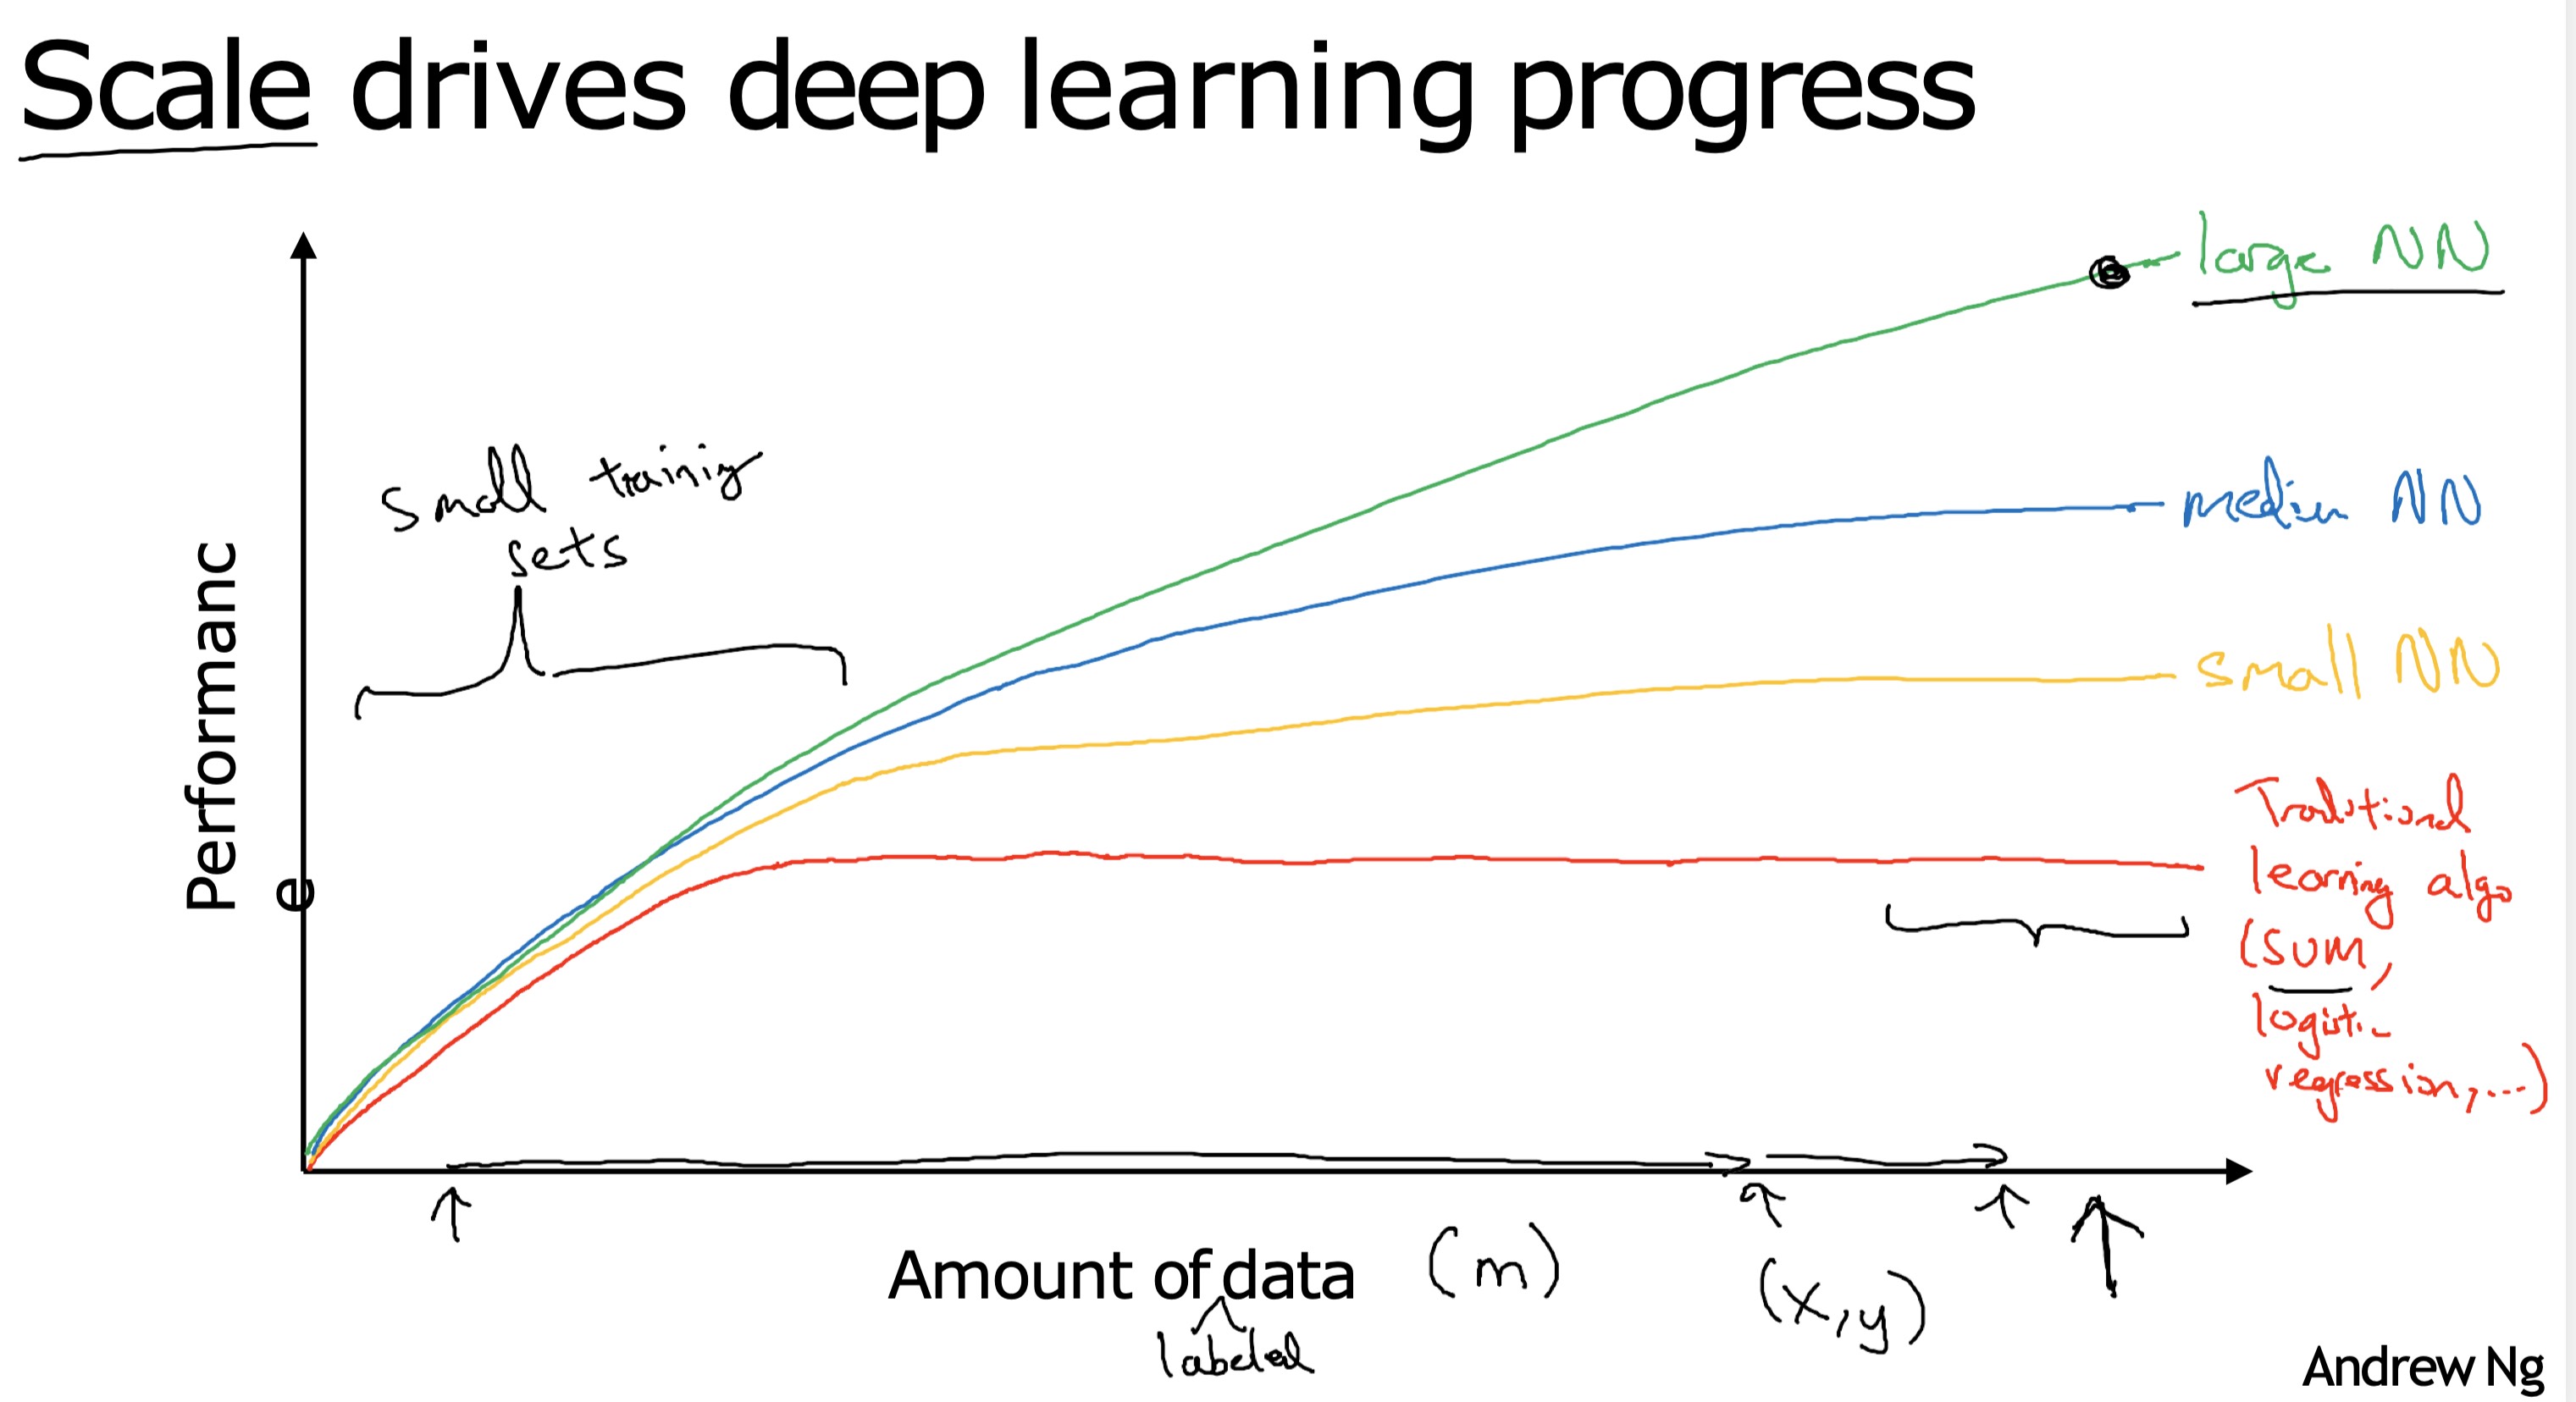 Scale drives deep learning progress
large NN
small training
sets
medium NN
small NN
Performanc
e
Traditional
learning algo
(SVM,
logistic
regression,...)
Amount of data (m)
labeled
(x,y)
Andrew Ng